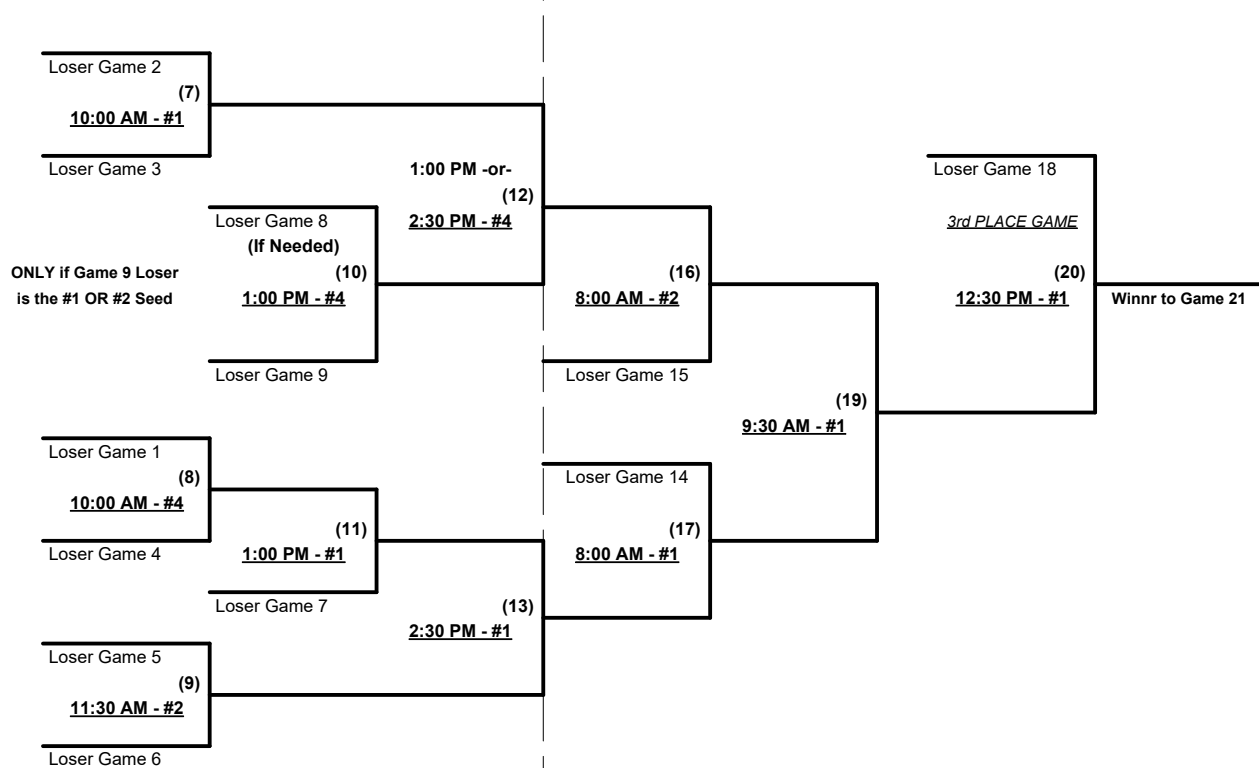 Loser Game 2
(7)
10:00 AM - #1
Loser Game 3
1:00 PM -or-
(12)
2:30 PM - #4
Loser Game 18
3rd PLACE GAME
(20)
12:30 PM - #1
Winnr to Game 21
Loser Game 8
(If Needed)
(10)
1:00 PM - #4
Loser Game 9
ONLY if Game 9 Loser
is the #1 OR #2 Seed
(16)
8:00 AM - #2
Loser Game 15
(19)
9:30 AM - #1
Loser Game 1
(8)
10:00 AM - #4
Loser Game 4
(11)
1:00 PM - #1
Loser Game 7
Loser Game 14
(17)
8:00 AM - #1
(13)
2:30 PM - #1
Loser Game 5
(9)
11:30 AM - #2
Loser Game 6